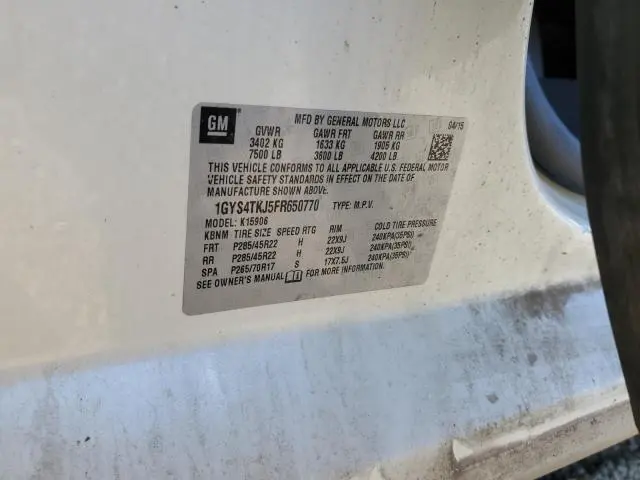 GM
MFD BY GENERAL MOTORS LLC
04/15
GVWR GAWR FRT GAWR RR
3402 KG 1633 KG 1905 KG
7500 LB 3600 LB 4200 LB
THIS VEHICLE CONFORMS TO ALL APPLICABLE U.S. FEDERAL MOTOR
VEHICLE SAFETY STANDARDS IN EFFECT ON THE DATE OF
MANUFACTURE SHOWN ABOVE.
1GYS4TKJ5FR650770 TYPE: M.P.V.
MODEL: K15906
KBNM TIRE SIZE SPEED RTG RIM COLD TIRE PRESSURE
FRT P285/45R22 H 22X9J 240KPA(35PSI)
RR P285/45R22 H 22X9J 240KPA(35PSI)
SPA P265/70R17 S 17X7.5J 240KPA(35PSI)
SEE OWNER'S MANUAL FOR MORE INFORMATION.